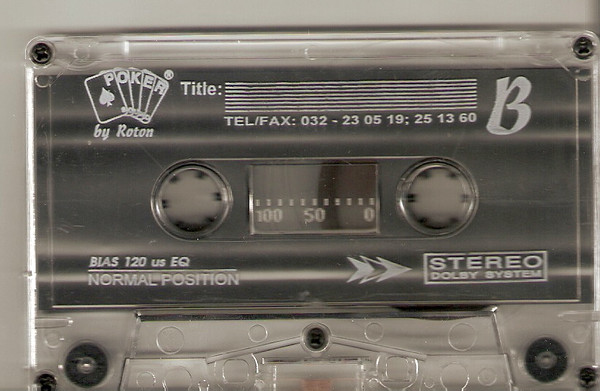 POKER®
by Roton
Title:
B
TEL/FAX: 032 - 23 05 19; 25 13 60
100 50 0
BIAS 120 us EQ
NORMAL POSITION
STEREO
DOLBY SYSTEM